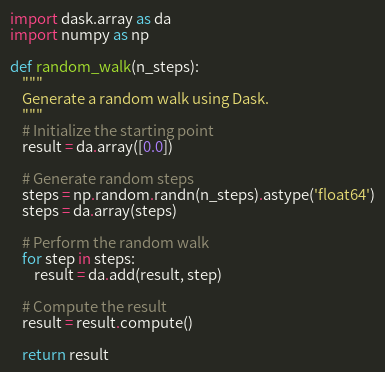 import dask.array as da
import numpy as np

def random_walk(n_steps):
    """
    Generate a random walk using Dask.
    """
    # Initialize the starting point
    result = da.array([0.0])

    # Generate random steps
    steps = np.random.randn(n_steps).astype('float64')
    steps = da.array(steps)

    # Perform the random walk
    for step in steps:
        result = da.add(result, step)

    # Compute the result
    result = result.compute()

    return result